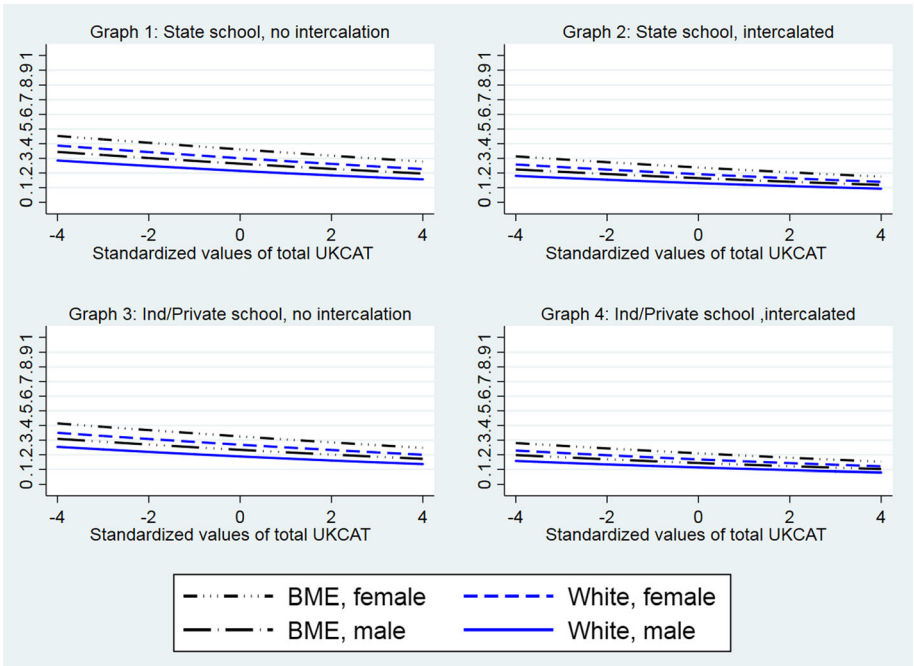 Graph 1: State school, no intercalation
0 .1 .2 .3 .4 .5 .6 .7 .8 .9 1
-4 -2 0 2 4
Standardized values of total UKCAT
Graph 2: State school, intercalated
0 .1 .2 .3 .4 .5 .6 .7 .8 .9 1
-4 -2 0 2 4
Standardized values of total UKCAT
Graph 3: Ind/Private school, no intercalation
0 .1 .2 .3 .4 .5 .6 .7 .8 .9 1
-4 -2 0 2 4
Standardized values of total UKCAT
Graph 4: Ind/Private school ,intercalated
0 .1 .2 .3 .4 .5 .6 .7 .8 .9 1
-4 -2 0 2 4
Standardized values of total UKCAT
BME, female White, female
BME, male White, male